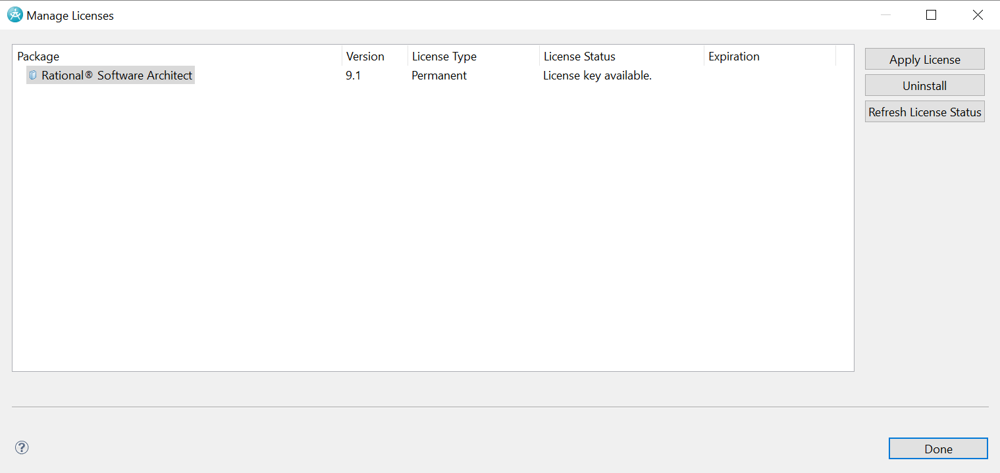 Manage Licenses
Package Version License Type License Status Expiration
Rational® Software Architect 9.1 Permanent License key available.
Apply License
Uninstall
Refresh License Status
?
Done